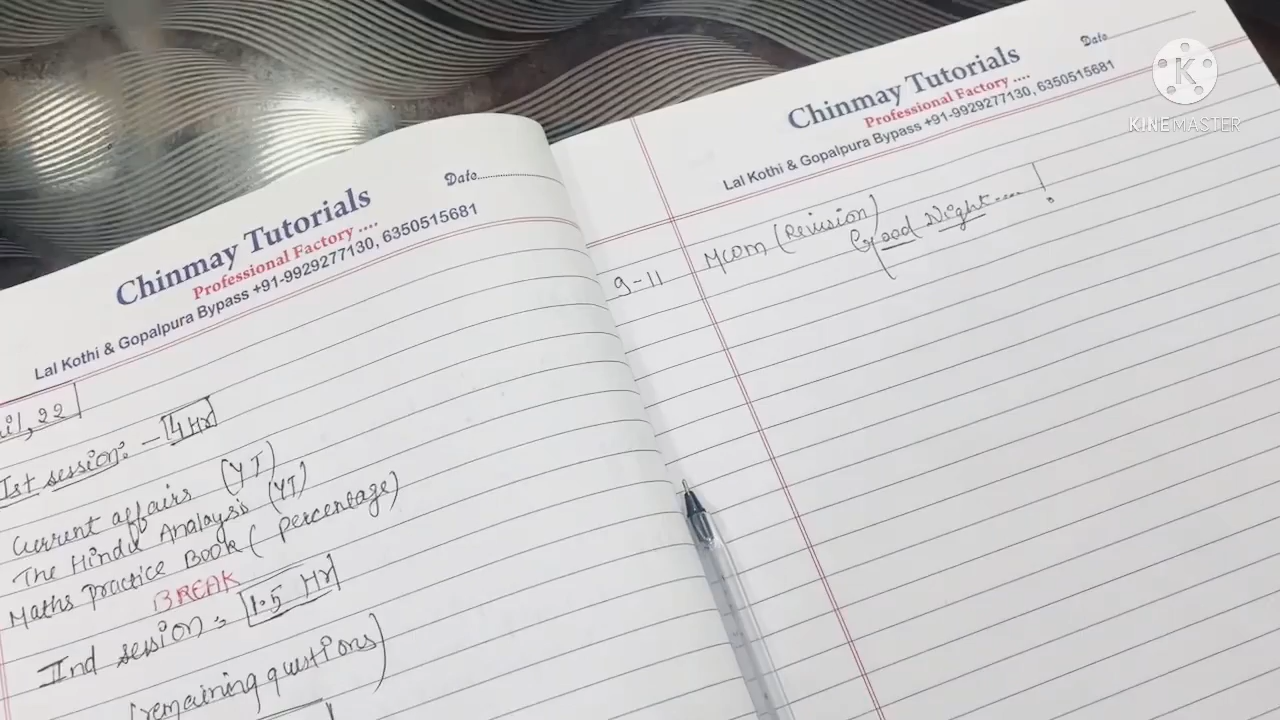 Chinmay Tutorials
Professional Factory ....
Lal Kothi & Gopalpura Bypass +91-9929277130, 6350515681
Date
il, 22
Ist session: - 4 Hr
Current affairs (YT)
The Hindu Analaysis (YT)
Maths practice Book (percentage)
BREAK
IInd session: 1.5 Hr
(remaining questions)
Chinmay Tutorials
Professional Factory ....
Lal Kothi & Gopalpura Bypass +91-9929277130, 6350515681
Date
9-11 Mcom (Revision)
Good Night.....!
K
KINEMASTER